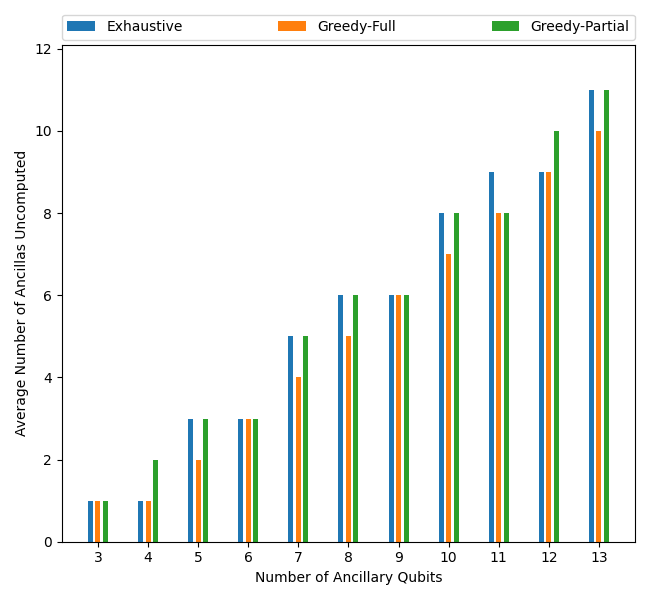 Exhaustive Greedy-Full Greedy-Partial
12
10
8
6
4
2
0
Average Number of Ancillas Uncomputed
3 4 5 6 7 8 9 10 11 12 13
Number of Ancillary Qubits